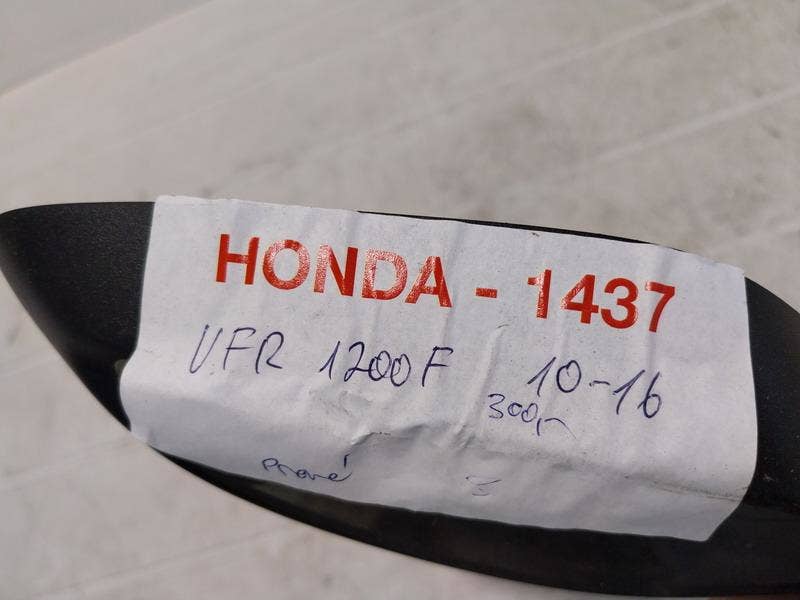 HONDA - 1437
VFR 1200F 10-16
300,-
pravé